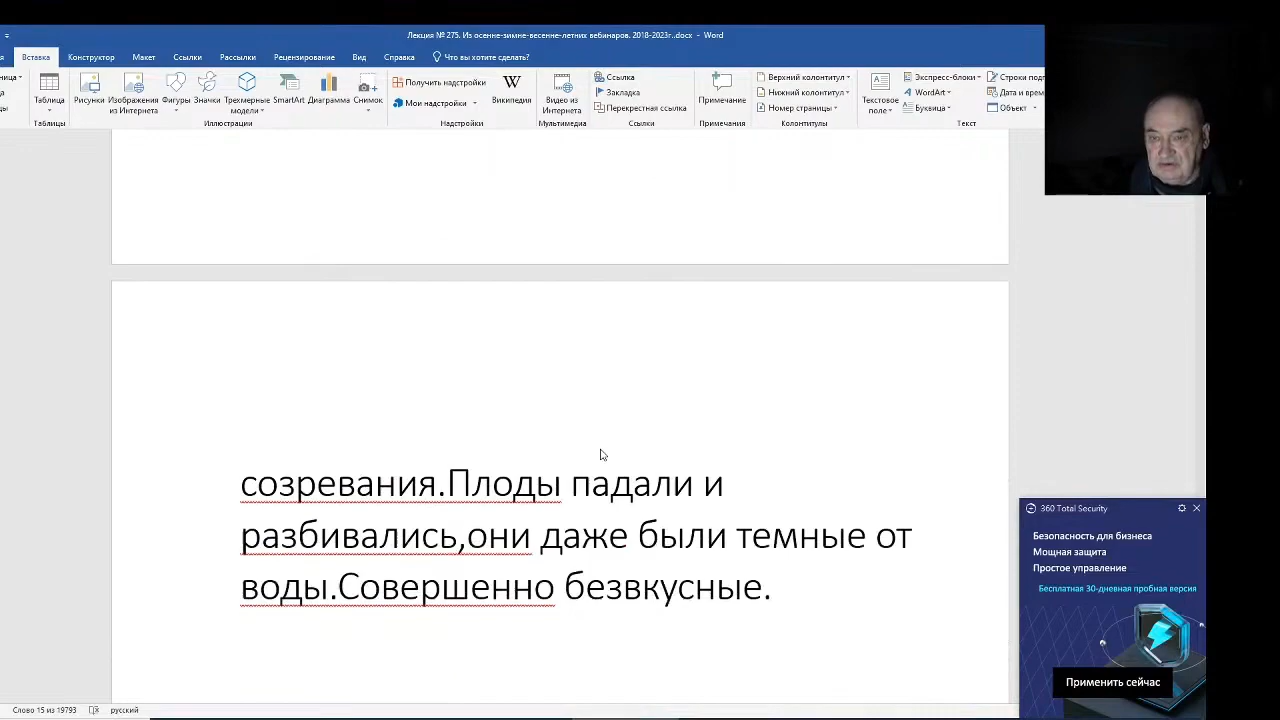 Лекция № 275. Из осенне-зимне-весенне-летних вебинаров. 2018-2023г..docx - Word
Вставка Конструктор Макет Ссылки Рассылки Рецензирование Вид Справка Что вы хотите сделать?
Таблица
Таблицы
Рисунки
Изображения из Интернета
Фигуры
Значки
Трехмерные модели
SmartArt
Диаграмма
Снимок
Иллюстрации
Получить надстройки
Мои надстройки
Википедия
Надстройки
Видео из Интернета
Мультимедиа
Ссылка
Закладка
Перекрестная ссылка
Ссылки
Примечание
Примечания
Верхний колонтитул
Нижний колонтитул
Номер страницы
Колонтитулы
Текстовое поле
Экспресс-блоки
WordArt
Буквица
Дата и
Объект
Текст
созревания.Плоды падали и
разбивались,они даже были темные от
воды.Совершенно безвкусные.
360 Total Security
Безопасность для бизнеса
Мощная защита
Простое управление
Бесплатная 30-дневная пробная версия
Применить сейчас
Слово 15 из 19793 русский